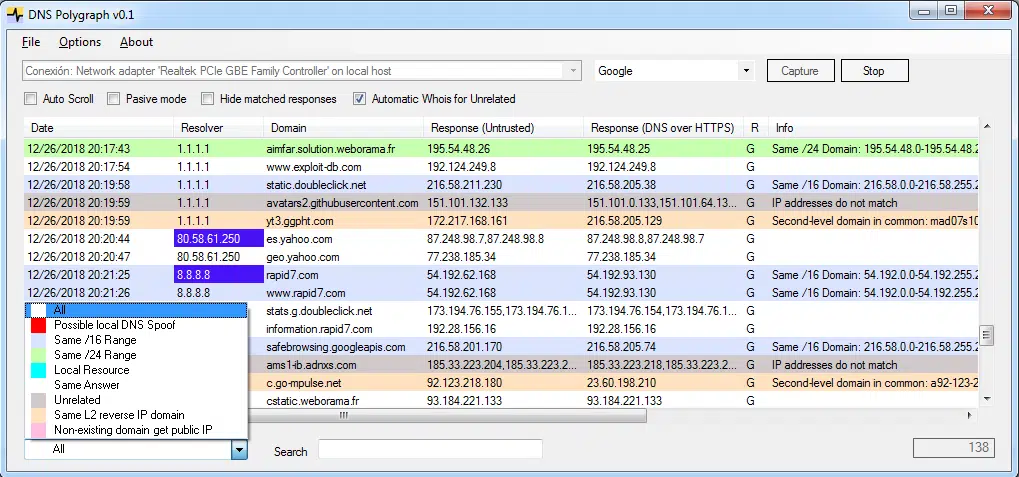 DNS Polygraph v0.1
File Options About
Conexión: Network adapter 'Realtek PCIe GBE Family Controller' on local host Google Capture Stop
Auto Scroll Pasive mode Hide matched responses Automatic Whois for Unrelated
Date Resolver Domain Response (Untrusted) Response (DNS over HTTPS) R Info
12/26/2018 20:17:43 1.1.1.1 aimfar.solution.weborama.fr 195.54.48.26 195.54.48.25 G Same /24 Domain: 195.54.48.0-195.54.48.2
12/26/2018 20:17:54 1.1.1.1 www.exploit-db.com 192.124.249.8 192.124.249.8 G
12/26/2018 20:19:58 1.1.1.1 static.doubleclick.net 216.58.211.230 216.58.205.38 G Same /16 Domain: 216.58.0.0-216.58.255.2
12/26/2018 20:19:59 1.1.1.1 avatars2.githubusercontent.com 151.101.132.133 151.101.0.133,151.101.64.13... G IP addresses do not match
12/26/2018 20:19:59 1.1.1.1 yt3.ggpht.com 172.217.168.161 216.58.205.129 G Second-level domain in common: mad07s10
12/26/2018 20:20:44 80.58.61.250 es.yahoo.com 87.248.98.7,87.248.98.8 87.248.98.8,87.248.98.7 G
12/26/2018 20:20:47 80.58.61.250 geo.yahoo.com 77.238.185.34 77.238.185.34 G
12/26/2018 20:21:25 8.8.8.8 rapid7.com 54.192.62.168 54.192.93.130 G Same /16 Domain: 54.192.0.0-54.192.255.2
12/26/2018 20:21:26 8.8.8.8 www.rapid7.com 54.192.62.168 54.192.93.130 G Same /16 Domain: 54.192.0.0-54.192.255.2
stats.g.doubleclick.net 173.194.76.155,173.194.76.1... 173.194.76.154,173.194.76... G
information.rapid7.com 192.28.156.16 192.28.156.16 G
safebrowsing.googleapis.com 216.58.201.170 216.58.205.74 G Same /16 Domain: 216.58.0.0-216.58.255.2
ams1-ib.adnxs.com 185.33.223.204,185.33.223.2... 185.33.223.218,185.33.223.2... G IP addresses do not match
c.go-mpulse.net 92.123.218.180 23.60.198.210 G Second-level domain in common: a92-123-2
cstatic.weborama.fr 93.184.221.133 93.184.221.133 G
All
Possible local DNS Spoof
Same /16 Range
Same /24 Range
Local Resource
Same Answer
Unrelated
Same L2 reverse IP domain
Non-existing domain get public IP
All Search 138